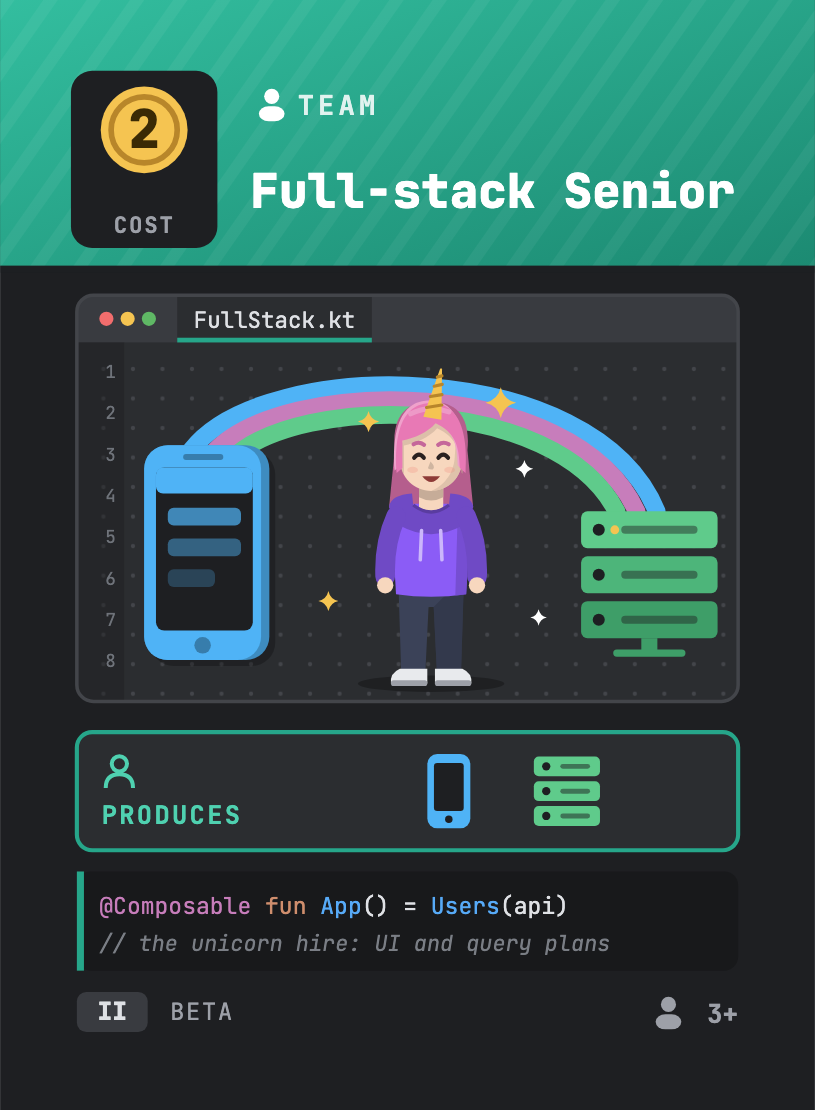 2
COST
TEAM
Full-stack Senior
FullStack.kt
1
2
3
4
5
6
7
8
PRODUCES
@Composable fun App() = Users(api)
// the unicorn hire: UI and query plans
II BETA 3+